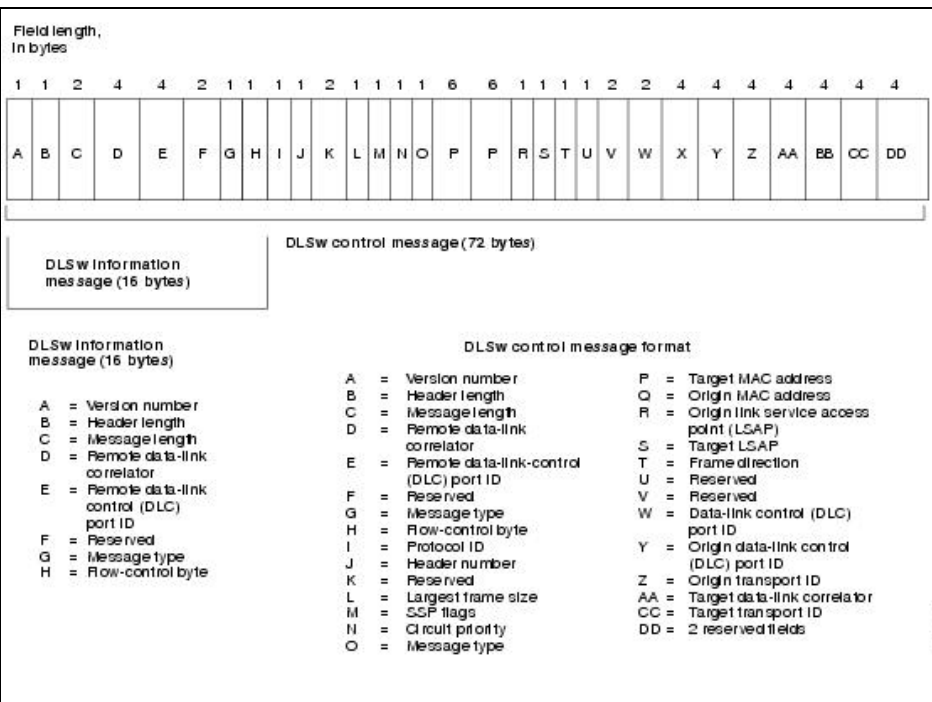 Field length,
in bytes
1 1 2 4 4 2 1 1 1 1 2 1 1 1 1 6 6 1 1 1 1 2 2 4 4 4 4 4 4 4
A B C D E F G H I J K L M N O P P R S T U V W X Y Z AA BB CC DD
DLSw control message (72 bytes)
DLSw information
message (16 bytes)
DLSw information
message (16 bytes)
A = Version number
B = Header length
C = Message length
D = Remote data-link
correlator
E = Remote data-link
control (DLC)
port ID
F = Reserved
G = Message type
H = Flow-control byte
DLSw control message format
A = Version number
B = Header length
C = Message length
D = Remote data-link
correlator
E = Remote data-link-control
(DLC) port ID
F = Reserved
G = Message type
H = Flow-control byte
I = Protocol ID
J = Header number
K = Reserved
L = Largest frame size
M = SSP flags
N = Circuit priority
O = Message type
P = Target MAC address
Q = Origin MAC address
R = Origin link service access
point (LSAP)
S = Target LSAP
T = Frame direction
U = Reserved
V = Reserved
W = Data-link control (DLC)
port ID
Y = Origin data-link control
(DLC) port ID
Z = Origin transport ID
AA = Target data-link correlator
CC = Target transport ID
DD = 2 reserved fields